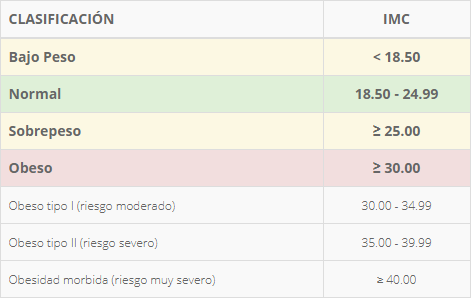 CLASIFICACIÓN IMC
Bajo Peso < 18.50
Normal 18.50 - 24.99
Sobrepeso ≥ 25.00
Obeso ≥ 30.00
Obeso tipo I (riesgo moderado) 30.00 - 34.99
Obeso tipo II (riesgo severo) 35.00 - 39.99
Obesidad morbida (riesgo muy severo) ≥ 40.00